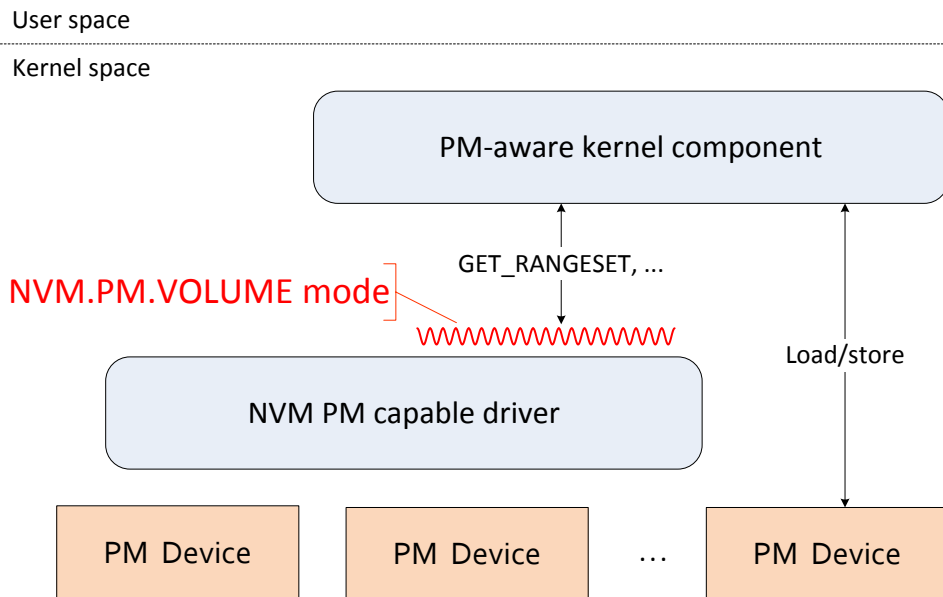 User space
Kernel space
PM-aware kernel component
GET_RANGESET, ...
NVM.PM.VOLUME mode
Load/store
NVM PM capable driver
PM Device
PM Device
...
PM Device